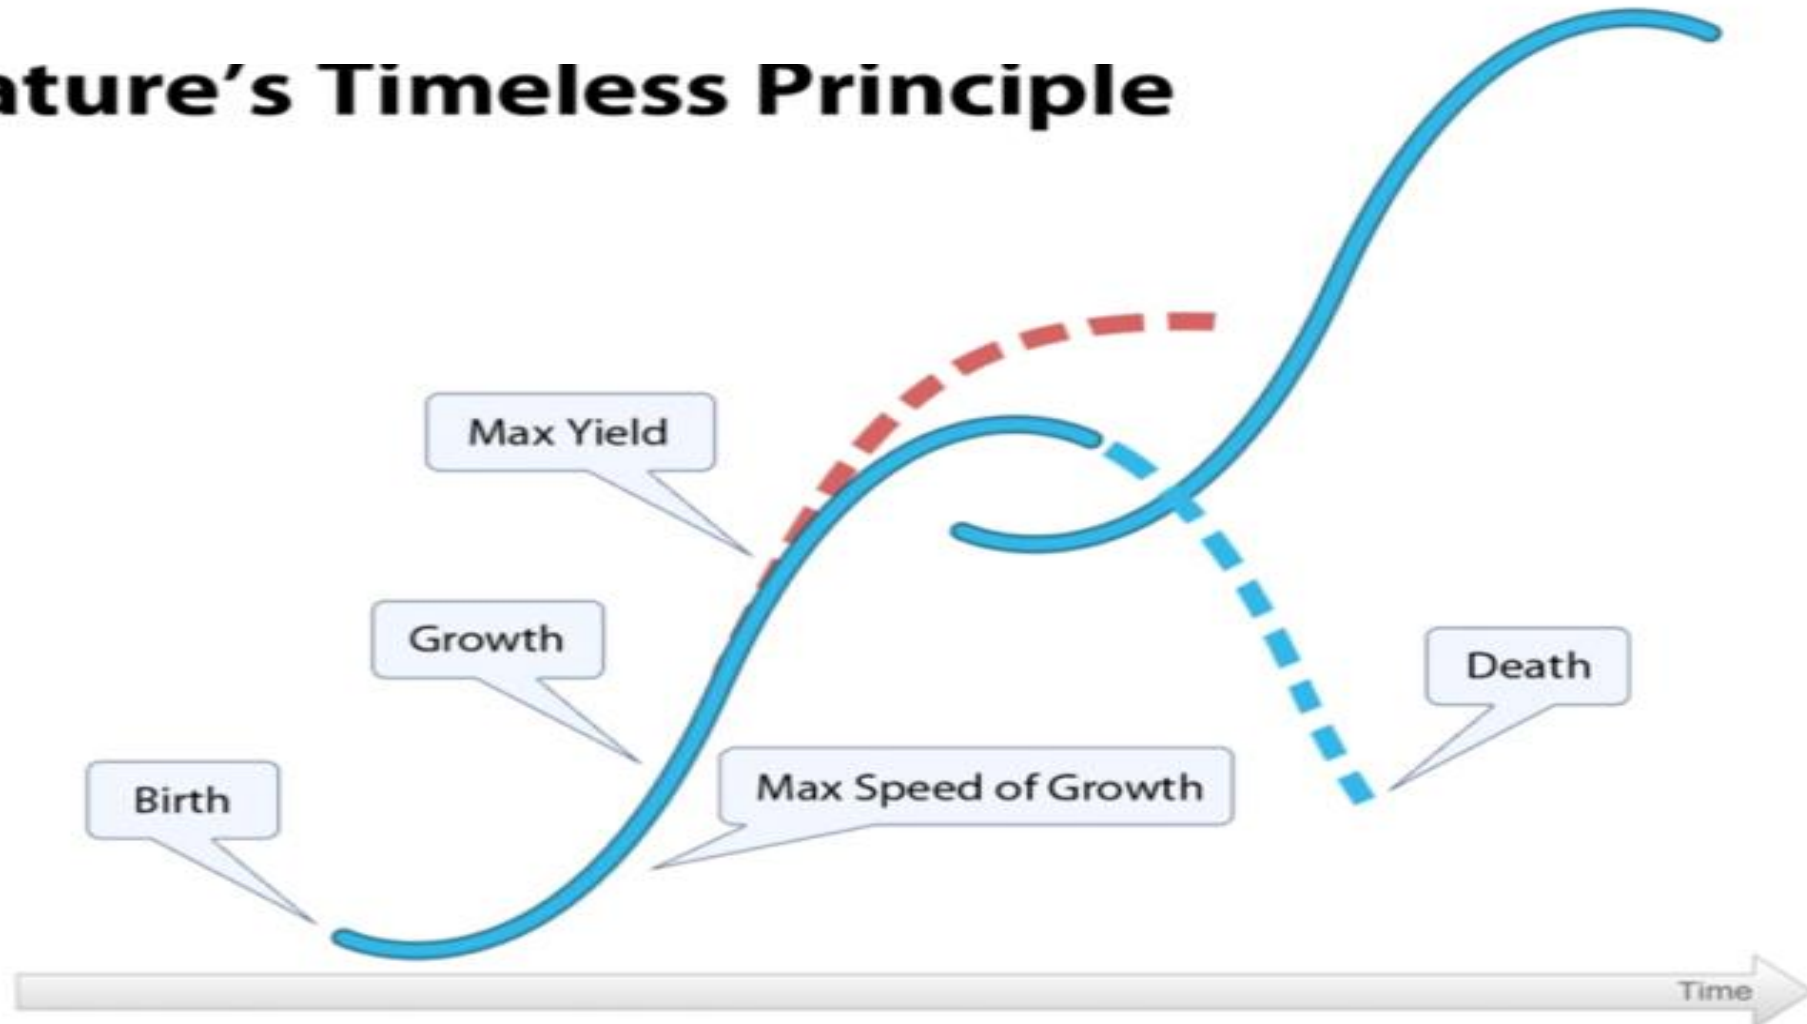 ature's Timeless Principle
Max Yield
Growth
Death
Max Speed of Growth
Birth
Time